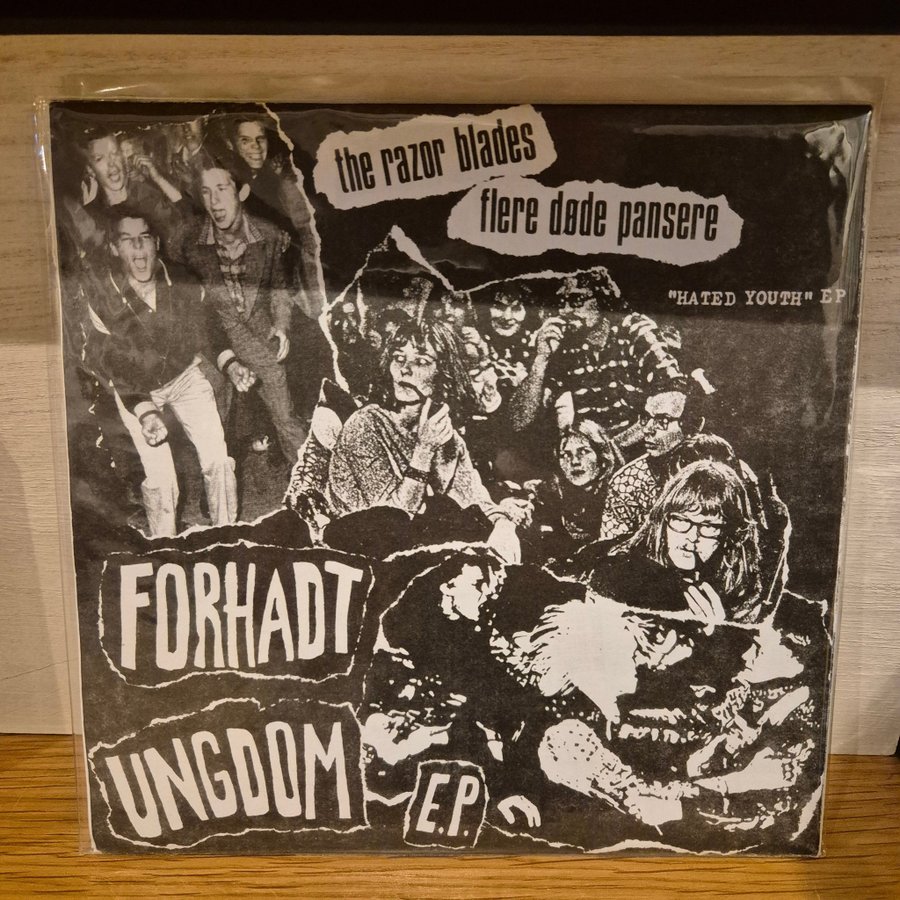 the razor blades
flere døde pansere
"HATED YOUTH" EP
FORHADT
UNGDOM
E.P.